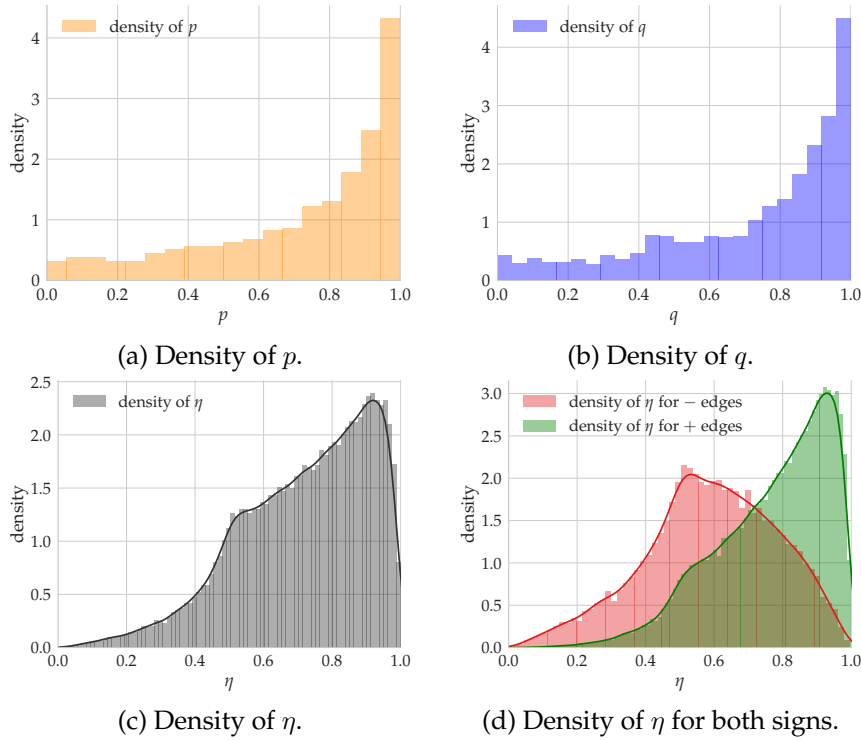 density of p
density
4
3
2
1
0
0.0 0.2 0.4 0.6 0.8 1.0
p
(a) Density of p.
density of q
density
4
3
2
1
0
0.0 0.2 0.4 0.6 0.8 1.0
q
(b) Density of q.
density of η
density
2.5
2.0
1.5
1.0
0.5
0.0
0.0 0.2 0.4 0.6 0.8 1.0
η
(c) Density of η.
density of η for − edges
density of η for + edges
density
3.0
2.5
2.0
1.5
1.0
0.5
0.0
0.0 0.2 0.4 0.6 0.8 1.0
η
(d) Density of η for both signs.